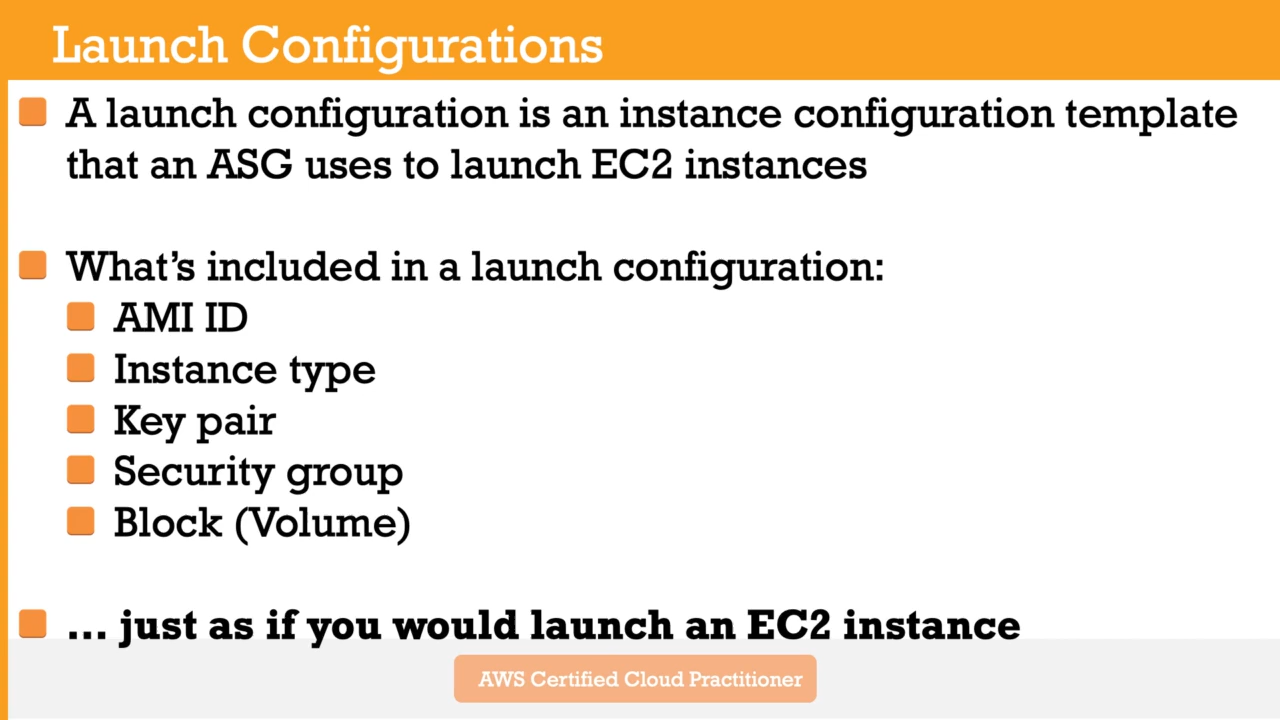 Launch Configurations
A launch configuration is an instance configuration template
that an ASG uses to launch EC2 instances
What’s included in a launch configuration:
AMI ID
Instance type
Key pair
Security group
Block (Volume)
... just as if you would launch an EC2 instance
AWS Certified Cloud Practitioner